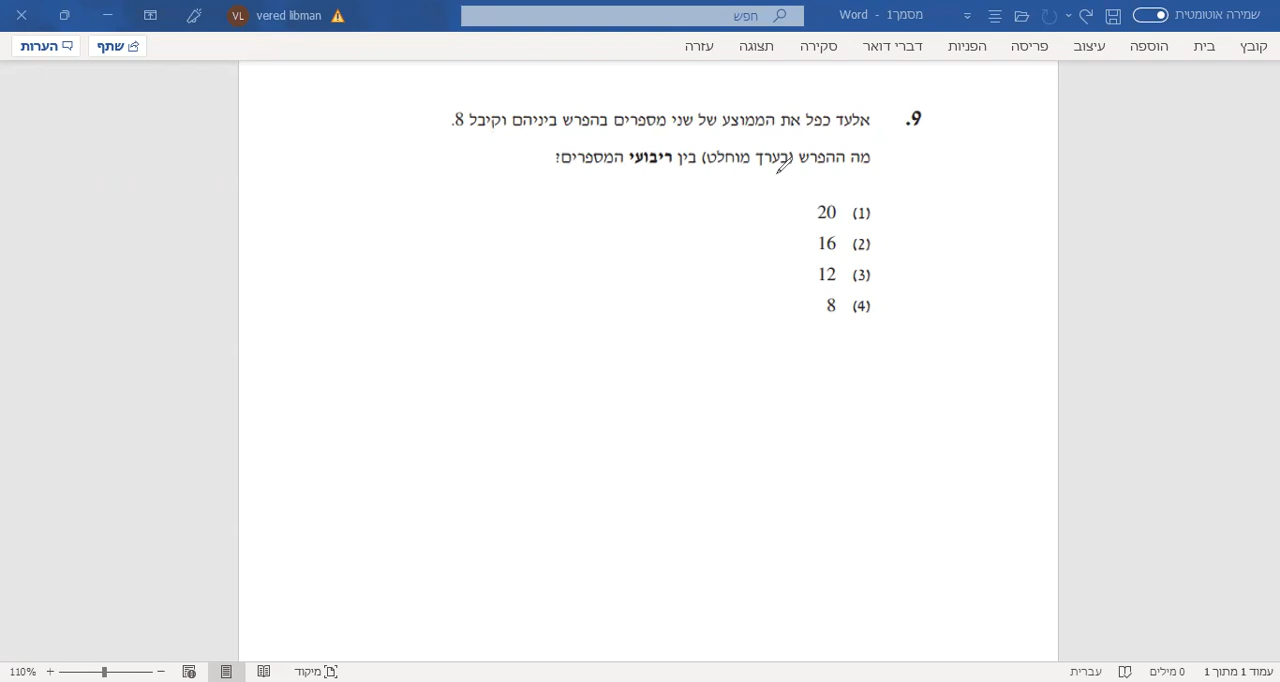 שמירה אוטומטית
מסמך1 - Word
חפש
vered libman
VL
קובץ בית הוספה עיצוב פריסה הפניות דברי דואר סקירה תצוגה עזרה
שתף
הערות
9. אלעד כפל את הממוצע של שני מספרים בהפרש ביניהם וקיבל 8.
מה ההפרש (בערך מוחלט) בין ריבועי המספרים?
(1) 20
(2) 16
(3) 12
(4) 8
עמוד 1 מתוך 1 0 מילים עברית
מיקוד
110%